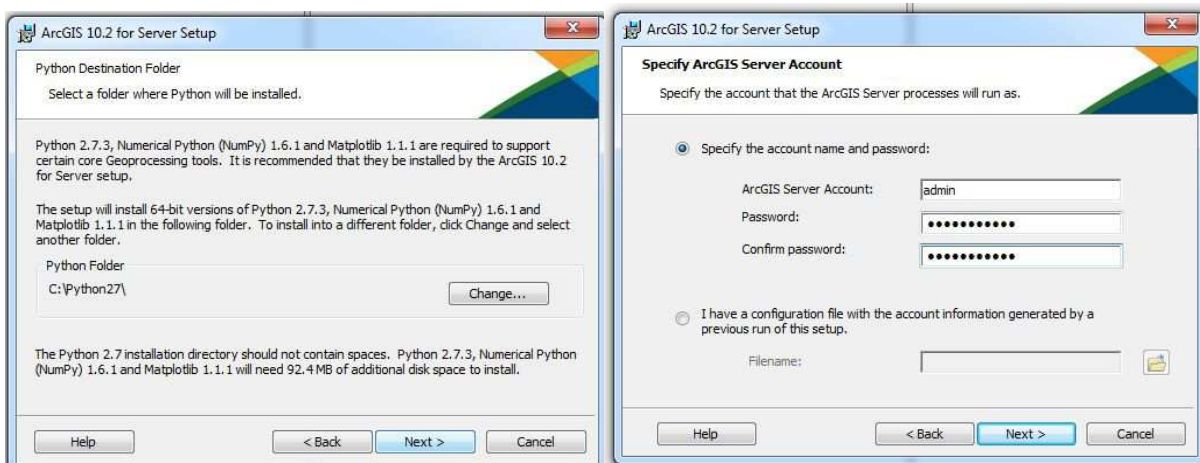 ArcGIS 10.2 for Server Setup
Python Destination Folder
Select a folder where Python will be installed.
Python 2.7.3, Numerical Python (NumPy) 1.6.1 and Matplotlib 1.1.1 are required to support
certain core Geoprocessing tools. It is recommended that they be installed by the ArcGIS 10.2
for Server setup.
The setup will install 64-bit versions of Python 2.7.3, Numerical Python (NumPy) 1.6.1 and
Matplotlib 1.1.1 in the following folder. To install into a different folder, click Change and select
another folder.
Python Folder
C:\Python27\
Change...
The Python 2.7 installation directory should not contain spaces. Python 2.7.3, Numerical Python
(NumPy) 1.6.1 and Matplotlib 1.1.1 will need 92.4 MB of additional disk space to install.
Help
< Back
Next >
Cancel
ArcGIS 10.2 for Server Setup
Specify ArcGIS Server Account
Specify the account that the ArcGIS Server processes will run as.
Specify the account name and password:
ArcGIS Server Account:
admin
Password:
•••••••••••
Confirm password:
•••••••••••
I have a configuration file with the account information generated by a
previous run of this setup.
Filename:
Help
< Back
Next >
Cancel